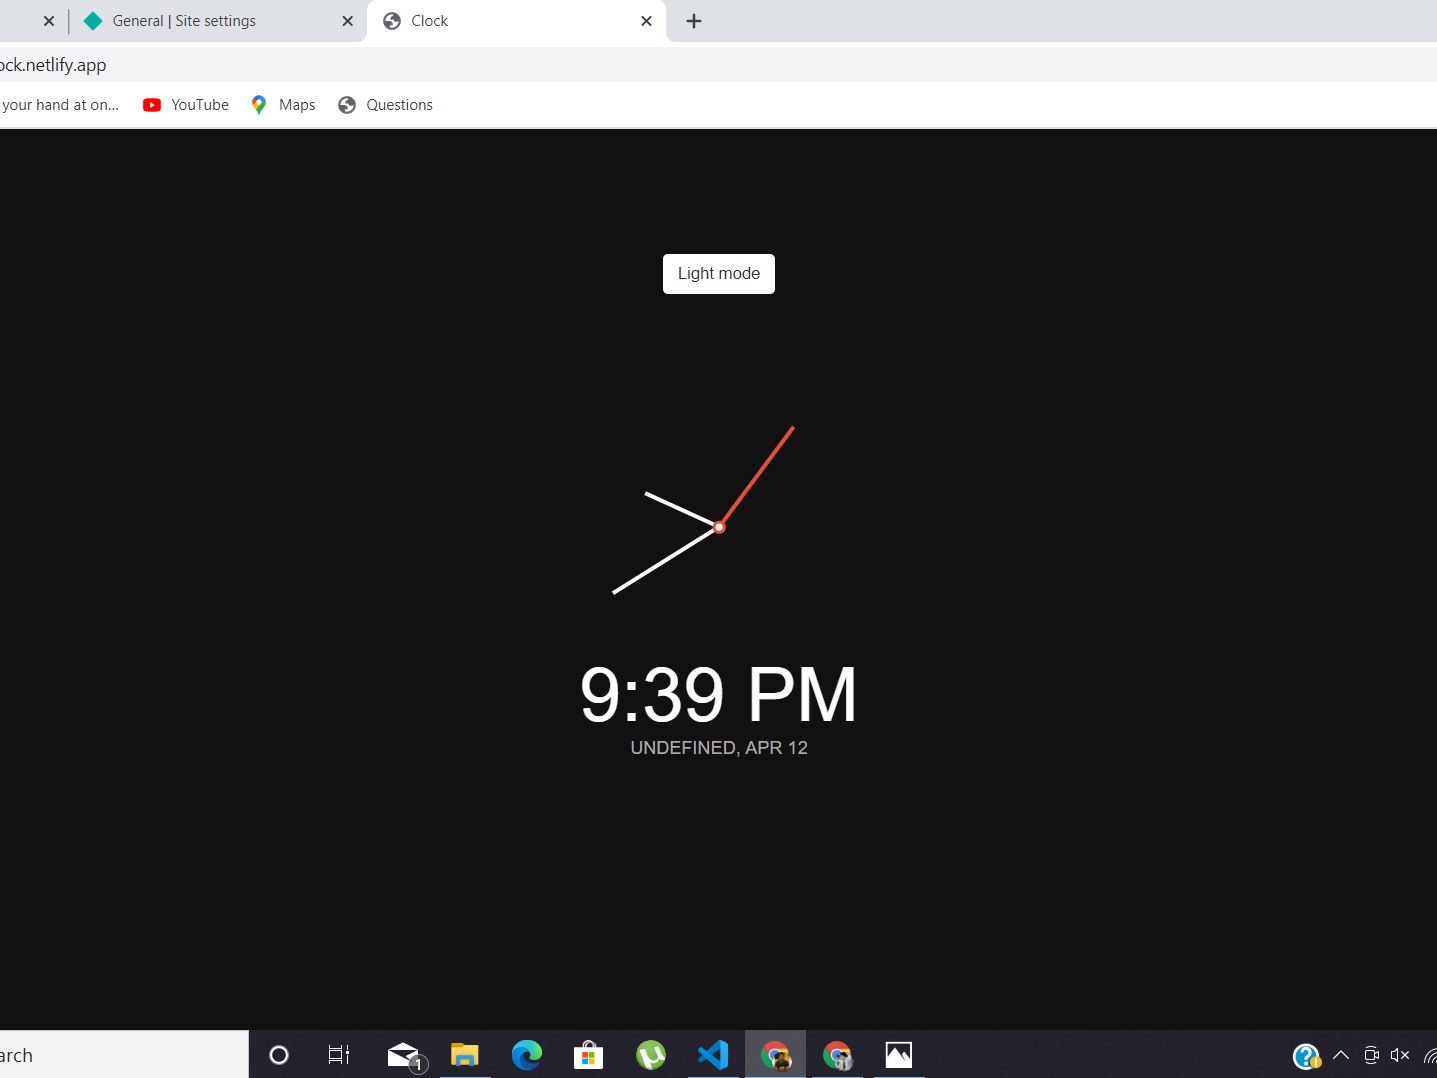 General | Site settings
Clock
ock.netlify.app
your hand at on...
YouTube
Maps
Questions
Light mode
9:39 PM
UNDEFINED, APR 12
arch
1